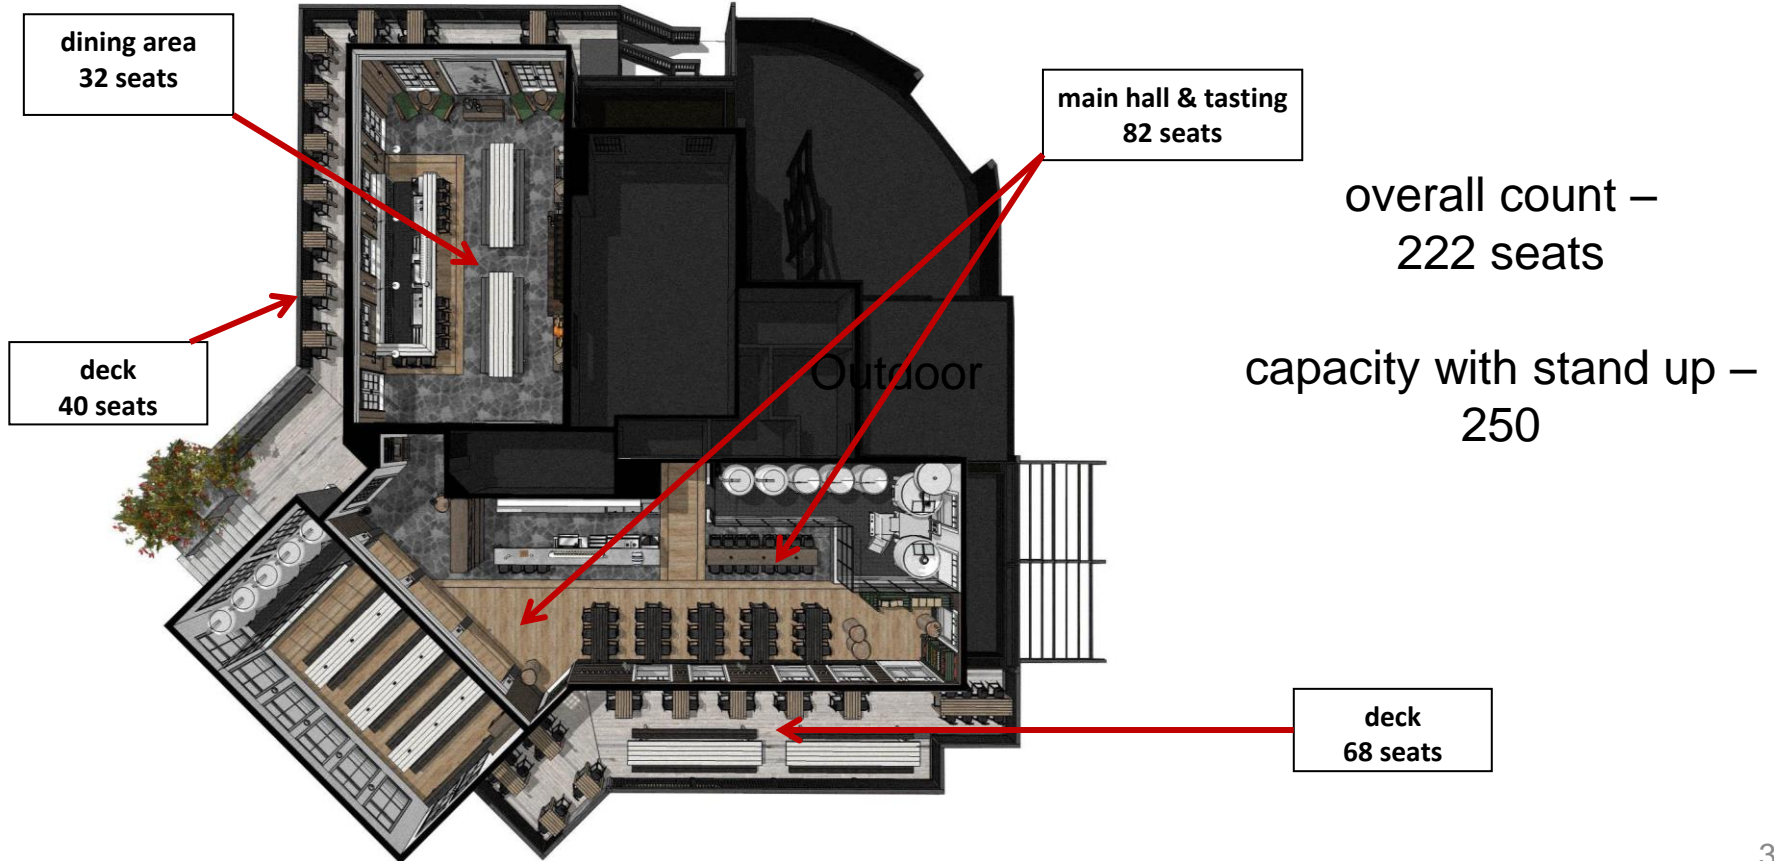 dining area
32 seats
main hall & tasting
82 seats
overall count –
222 seats
deck
40 seats
Outdoor
capacity with stand up –
250
deck
68 seats
3